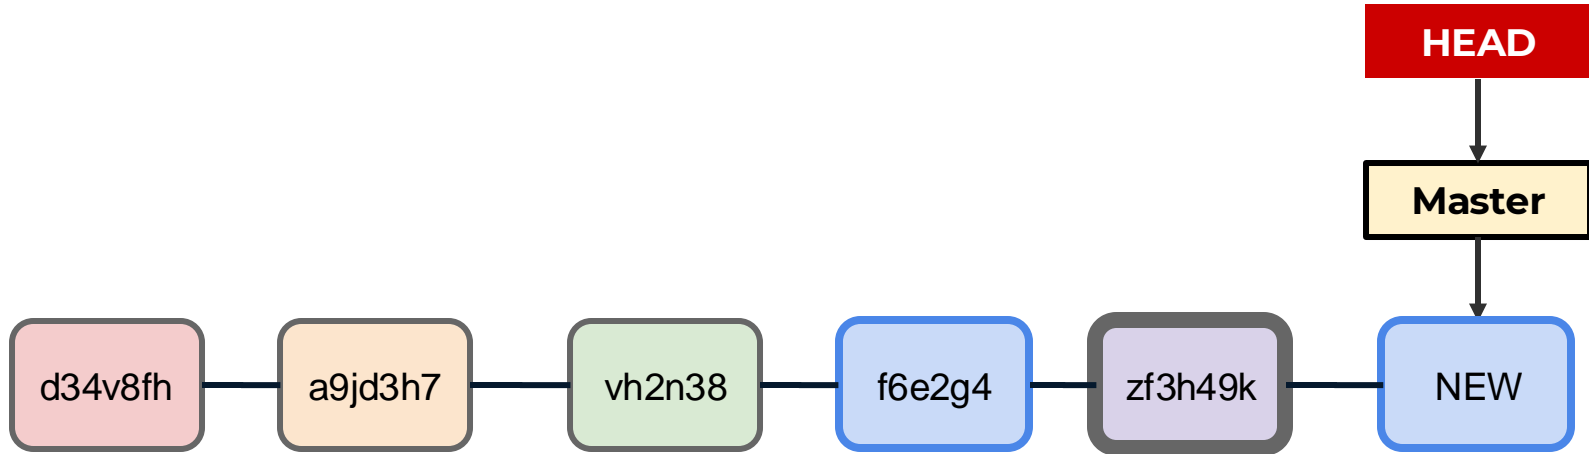 HEAD
Master
d34v8fh
a9jd3h7
vh2n38
f6e2g4
zf3h49k
NEW